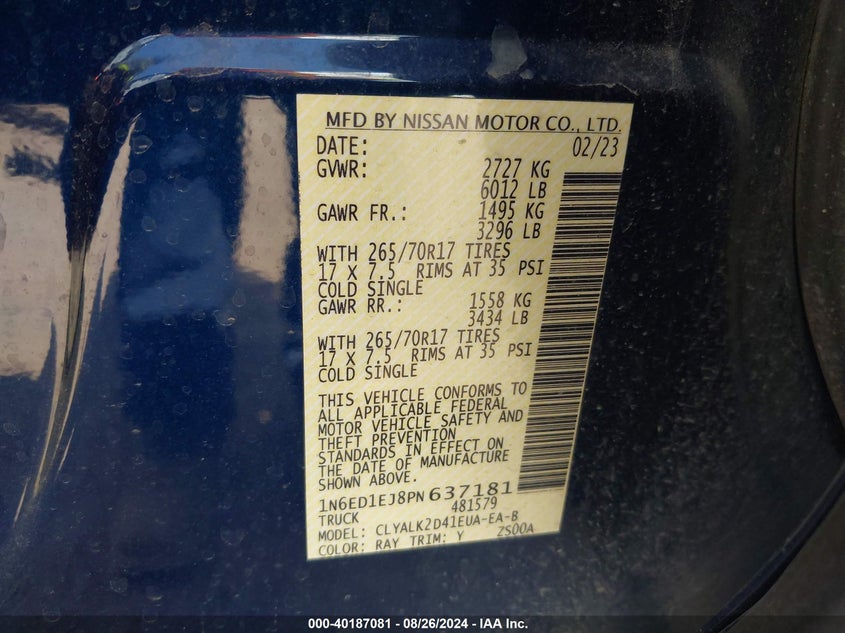 MFD BY NISSAN MOTOR CO., LTD.
DATE: 02/23
GVWR: 2727 KG
6012 LB
GAWR FR.: 1495 KG
3296 LB
WITH 265/70R17 TIRES
17 X 7.5 RIMS AT 35 PSI
COLD SINGLE
GAWR RR.: 1558 KG
3434 LB
WITH 265/70R17 TIRES
17 X 7.5 RIMS AT 35 PSI
COLD SINGLE
THIS VEHICLE CONFORMS TO
ALL APPLICABLE FEDERAL
MOTOR VEHICLE SAFETY AND
THEFT PREVENTION
STANDARDS IN EFFECT ON
THE DATE OF MANUFACTURE
SHOWN ABOVE.
1N6ED1EJ8PN637181
TRUCK 481579
MODEL: CLYALK2D41EUA-EA-B
COLOR: RAY TRIM: Y ZS00A
000-40187081 - 08/26/2024 - IAA Inc.